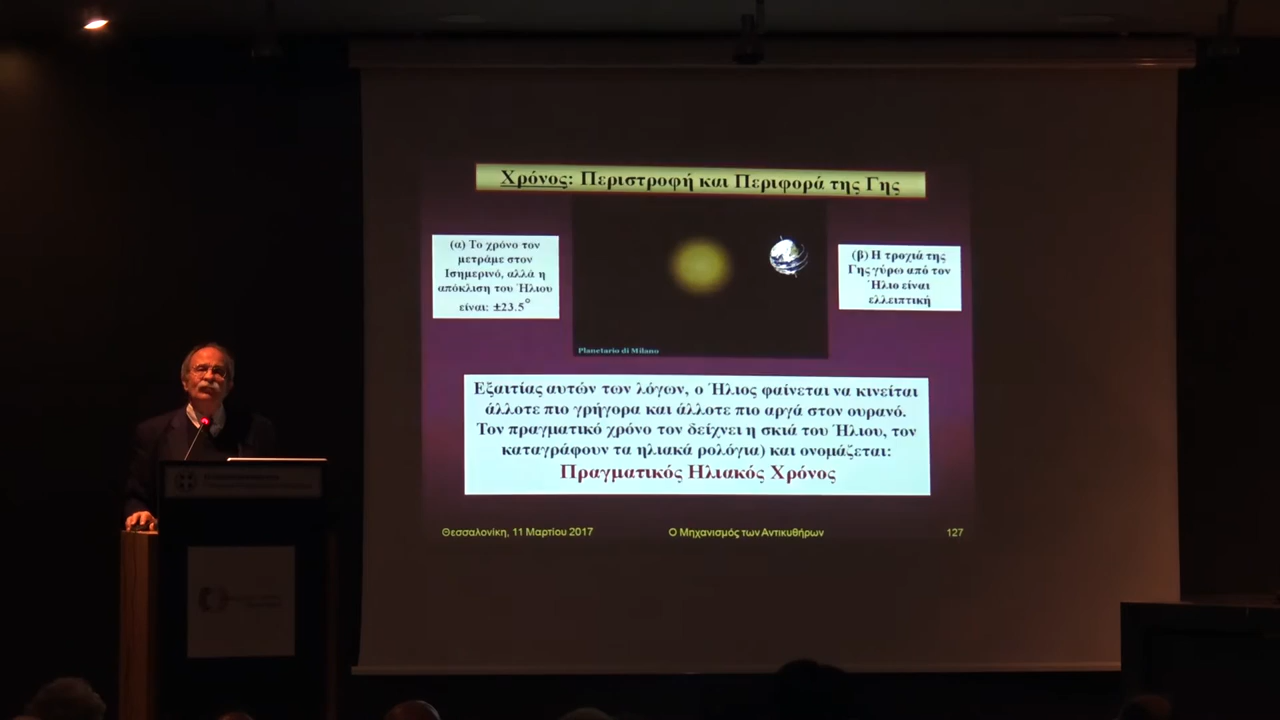 Χρόνος: Περιστροφή και Περιφορά της Γης
(α) Το χρόνο τον
μετράμε στον
Ισημερινό, αλλά η
απόκλιση του Ήλιου
είναι: ±23.5°
(β) Η τροχιά της
Γης γύρω από τον
Ήλιο είναι
ελλειπτική
Planetario di Milano
Εξαιτίας αυτών των λόγων, ο Ήλιος φαίνεται να κινείται
άλλοτε πιο γρήγορα και άλλοτε πιο αργά στον ουρανό.
Τον πραγματικό χρόνο τον δείχνει η σκιά του Ήλιου, τον
καταγράφουν τα ηλιακά ρολόγια) και ονομάζεται:
Πραγματικός Ηλιακός Χρόνος
Θεσσαλονίκη, 11 Μαρτίου 2017
Ο Μηχανισμός των Αντικυθήρων
127